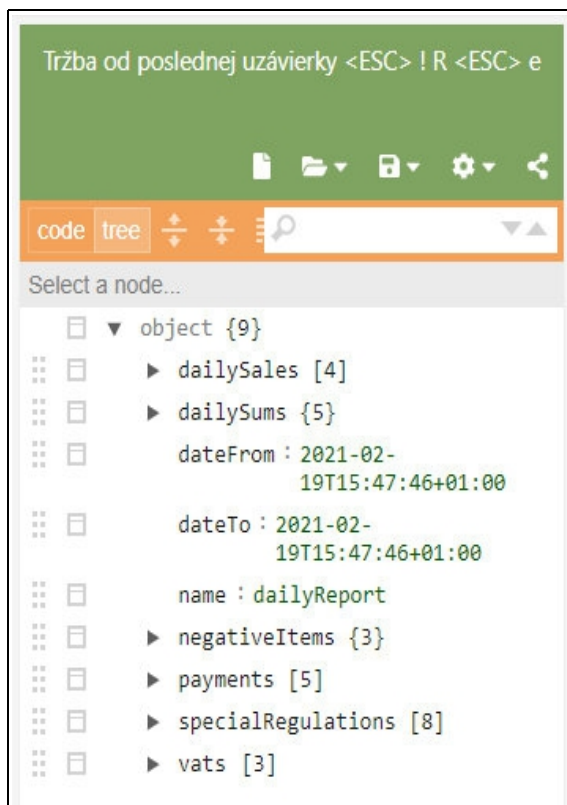 Tržba od poslednej uzávierky <ESC> ! R <ESC> e
code tree
Select a node...
object {9}
dailySales [4]
dailySums {5}
dateFrom : 2021-02-
19T15:47:46+01:00
dateTo : 2021-02-
19T15:47:46+01:00
name : dailyReport
negativeItems {3}
payments [5]
specialRegulations [8]
vats [3]